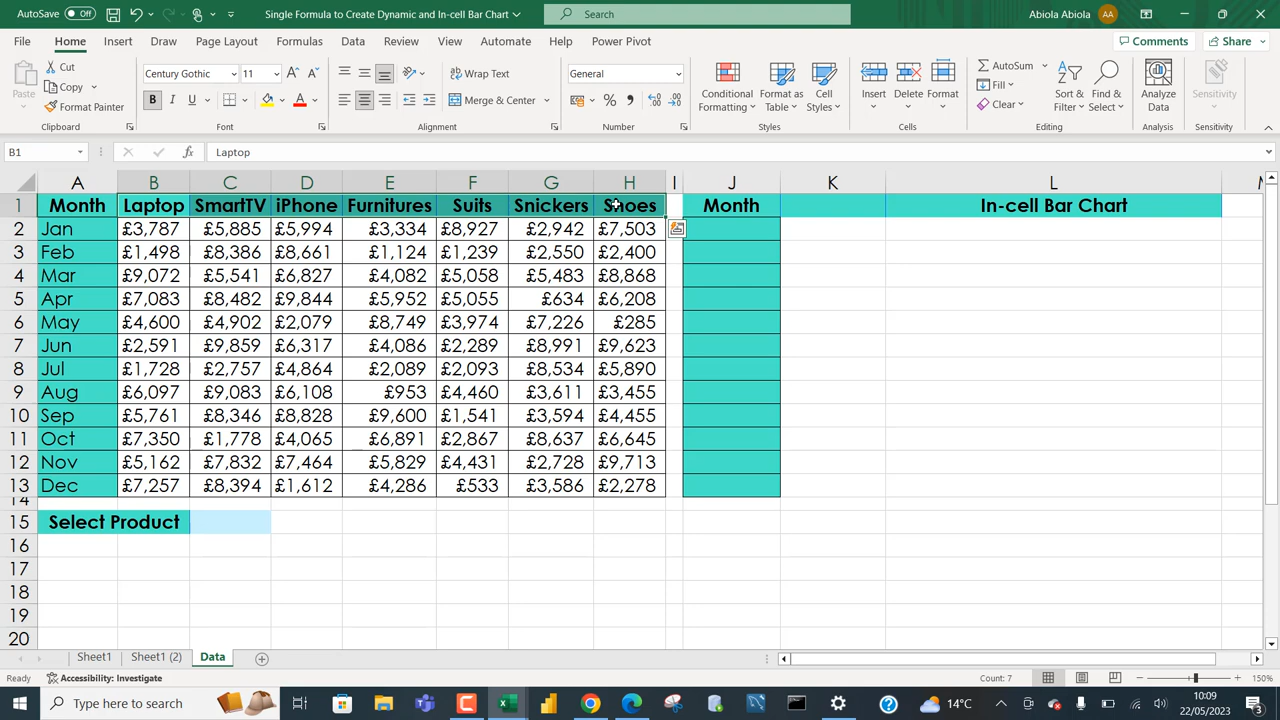 AutoSave Off Single Formula to Create Dynamic and In-cell Bar Chart Search Abiola Abiola AA
File Home Insert Draw Page Layout Formulas Data Review View Automate Help Power Pivot Comments Share
Paste Cut Copy Format Painter Clipboard
Century Gothic 11 B I U A Font
Wrap Text Merge & Center Alignment
General % Number
Conditional Formatting Format as Table Cell Styles Styles
Insert Delete Format Cells
AutoSum Fill Clear Sort & Filter Find & Select Editing
Analyze Data Analysis
Sensitivity Sensitivity
B1 fx Laptop
A B C D E F G H I J K L M
1 Month Laptop SmartTV iPhone Furnitures Suits Snickers Shoes Month In-cell Bar Chart
2 Jan £3,787 £5,885 £5,994 £3,334 £8,927 £2,942 £7,503
3 Feb £1,498 £8,386 £8,661 £1,124 £1,239 £2,550 £2,400
4 Mar £9,072 £5,541 £6,827 £4,082 £5,058 £5,483 £8,868
5 Apr £7,083 £8,482 £9,844 £5,952 £5,055 £634 £6,208
6 May £4,600 £4,902 £2,079 £8,749 £3,974 £7,226 £285
7 Jun £2,591 £9,859 £6,317 £4,086 £2,289 £8,991 £9,623
8 Jul £1,728 £2,757 £4,864 £2,089 £2,093 £8,534 £5,890
9 Aug £6,097 £9,083 £6,108 £953 £4,460 £3,611 £3,455
10 Sep £5,761 £8,346 £8,828 £9,600 £1,541 £3,594 £4,455
11 Oct £7,350 £1,778 £4,065 £6,891 £2,867 £8,637 £6,645
12 Nov £5,162 £7,832 £7,464 £5,829 £4,431 £2,728 £9,713
13 Dec £7,257 £8,394 £1,612 £4,286 £533 £3,586 £2,278
14
15 Select Product
16
17
18
19
20
Sheet1 Sheet1 (2) Data
Ready Accessibility: Investigate Count: 7 150%
Type here to search 14°C 10:09
22/05/2023